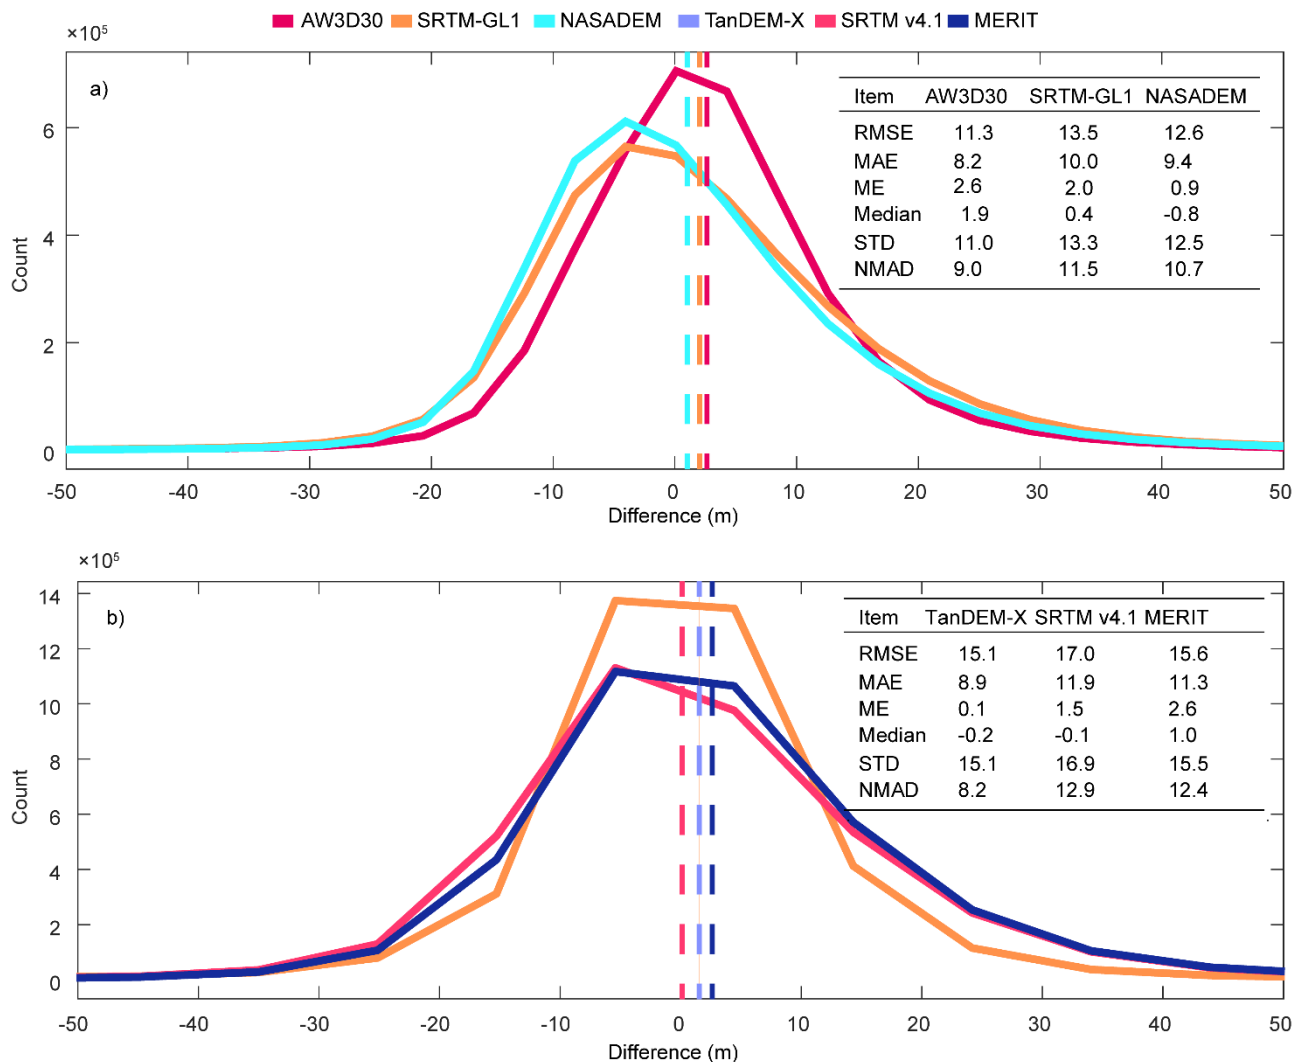 AW3D30 SRTM-GL1 NASADEM TanDEM-X SRTM v4.1 MERIT
×10⁵
a)
Item AW3D30 SRTM-GL1 NASADEM
RMSE 11.3 13.5 12.6
MAE 8.2 10.0 9.4
ME 2.6 2.0 0.9
Median 1.9 0.4 -0.8
STD 11.0 13.3 12.5
NMAD 9.0 11.5 10.7
6
4
2
0
Count
-50 -40 -30 -20 -10 0 10 20 30 40 50
Difference (m)
×10⁵
b)
Item TanDEM-X SRTM v4.1 MERIT
RMSE 15.1 17.0 15.6
MAE 8.9 11.9 11.3
ME 0.1 1.5 2.6
Median -0.2 -0.1 1.0
STD 15.1 16.9 15.5
NMAD 8.2 12.9 12.4
14
12
10
8
6
4
2
0
Count
-50 -40 -30 -20 -10 0 10 20 30 40 50
Difference (m)